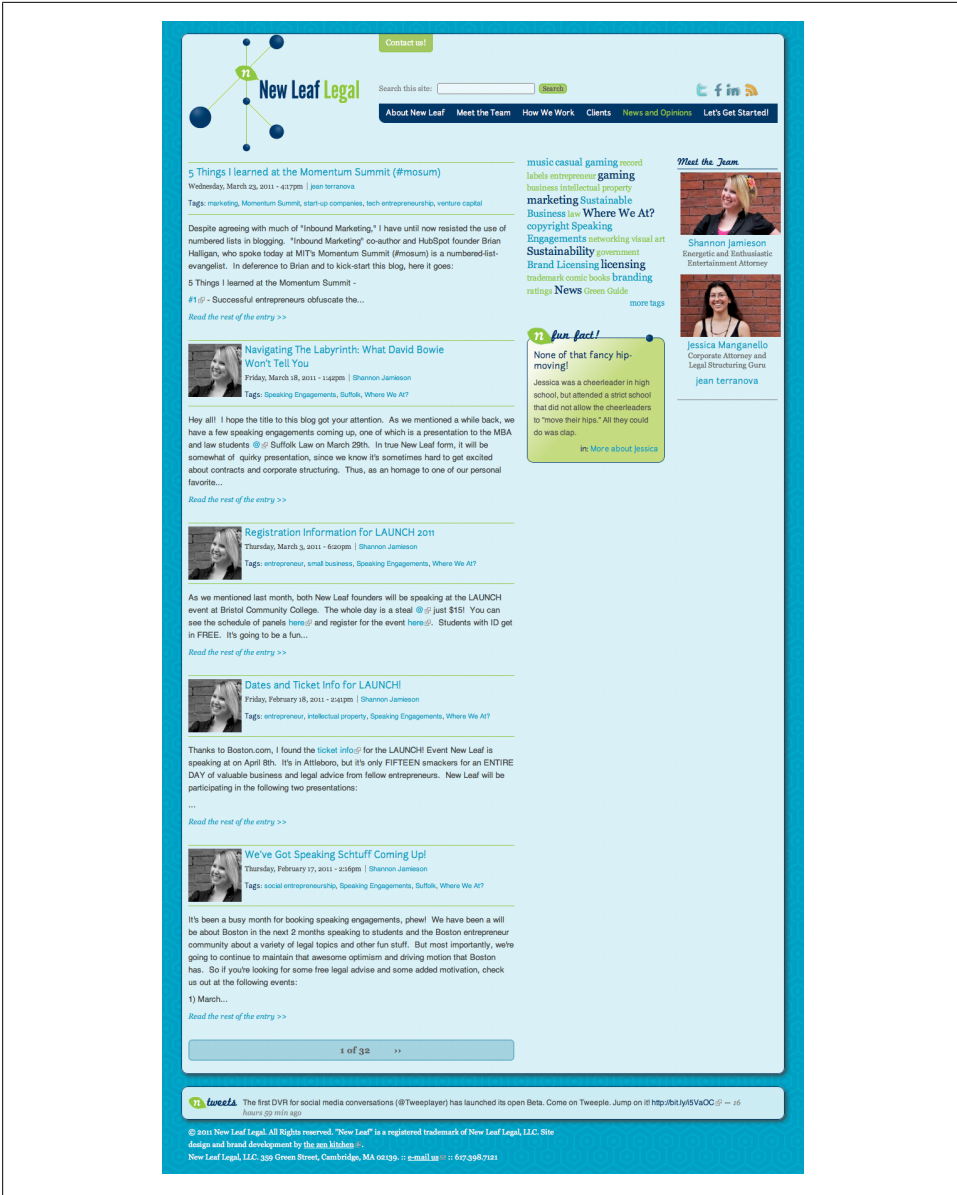 Contact us!
n New Leaf Legal
Search this site: Search
t f in
About New Leaf Meet the Team How We Work Clients News and Opinions Let's Get Started!
5 Things I learned at the Momentum Summit (#mosum)
Wednesday, March 23, 2011 - 4:17pm | jean terranova
Tags: marketing, Momentum Summit, start-up companies, tech entrepreneurship, venture capital
Despite agreeing with much of "Inbound Marketing," I have until now resisted the use of
numbered lists in blogging. "Inbound Marketing" co-author and HubSpot founder Brian
Halligan, who spoke today at MIT's Momentum Summit (#mosum) is a numbered-list-
evangelist. In deference to Brian and to kick-start this blog, here it goes:
5 Things I learned at the Momentum Summit -
#1 - Successful entrepreneurs obfuscate the...
Read the rest of the entry >>
Navigating The Labyrinth: What David Bowie
Won't Tell You
Friday, March 18, 2011 - 1:42pm | Shannon Jamieson
Tags: Speaking Engagements, Suffolk, Where We At?
Hey all! I hope the title to this blog got your attention. As we mentioned a while back, we
have a few speaking engagements coming up, one of which is a presentation to the MBA
and law students @ Suffolk Law on March 29th. In true New Leaf form, it will be
somewhat of quirky presentation, since we know it's sometimes hard to get excited
about contracts and corporate structuring. Thus, as an homage to one of our personal
favorite...
Read the rest of the entry >>
Registration Information for LAUNCH 2011
Thursday, March 3, 2011 - 6:20pm | Shannon Jamieson
Tags: entrepreneur, small business, Speaking Engagements, Where We At?
As we mentioned last month, both New Leaf founders will be speaking at the LAUNCH
event at Bristol Community College. The whole day is a steal @ just $15! You can
see the schedule of panels here and register for the event here. Students with ID get
in FREE. It's going to be a fun...
Read the rest of the entry >>
Dates and Ticket Info for LAUNCH!
Friday, February 18, 2011 - 2:41pm | Shannon Jamieson
Tags: entrepreneur, intellectual property, Speaking Engagements, Where We At?
Thanks to Boston.com, I found the ticket info for the LAUNCH! Event New Leaf is
speaking at on April 8th. It's in Attleboro, but it's only FIFTEEN smackers for an ENTIRE
DAY of valuable business and legal advice from fellow entrepreneurs. New Leaf will be
participating in the following two presentations:
...
Read the rest of the entry >>
We've Got Speaking Schtuff Coming Up!
Thursday, February 17, 2011 - 2:16pm | Shannon Jamieson
Tags: social entrepreneurship, Speaking Engagements, Suffolk, Where We At?
It's been a busy month for booking speaking engagements, phew! We have been a will
be about Boston in the next 2 months speaking to students and the Boston entrepreneur
community about a variety of legal topics and other fun stuff. But most importantly, we're
going to continue to maintain that awesome optimism and driving motion that Boston
has. So if you're looking for some free legal advise and some added motivation, check
us out at the following events:
1) March...
Read the rest of the entry >>
1 of 32 ››
music casual gaming record
labels entrepreneur gaming
business intellectual property
marketing Sustainable
Business law Where We At?
copyright Speaking
Engagements networking visual art
Sustainability government
Brand Licensing licensing
trademark comic books branding
ratings News Green Guide
more tags
n fun fact!
None of that fancy hip-
moving!
Jessica was a cheerleader in high
school, but attended a strict school
that did not allow the cheerleaders
to "move their hips." All they could
do was clap.
in: More about Jessica
Meet the Team
Shannon Jamieson
Energetic and Enthusiastic
Entertainment Attorney
Jessica Manganello
Corporate Attorney and
Legal Structuring Guru
jean terranova
n tweets The first DVR for social media conversations (@Tweeplayer) has launched its open Beta. Come on Tweeple. Jump on it! http://bit.ly/i5VaOC — 16
hours 59 min ago
© 2011 New Leaf Legal. All Rights reserved. "New Leaf" is a registered trademark of New Leaf Legal, LLC. Site
design and brand development by the zen kitchen.
New Leaf Legal, LLC. 359 Green Street, Cambridge, MA 02139. :: e-mail us :: 617.398.7121